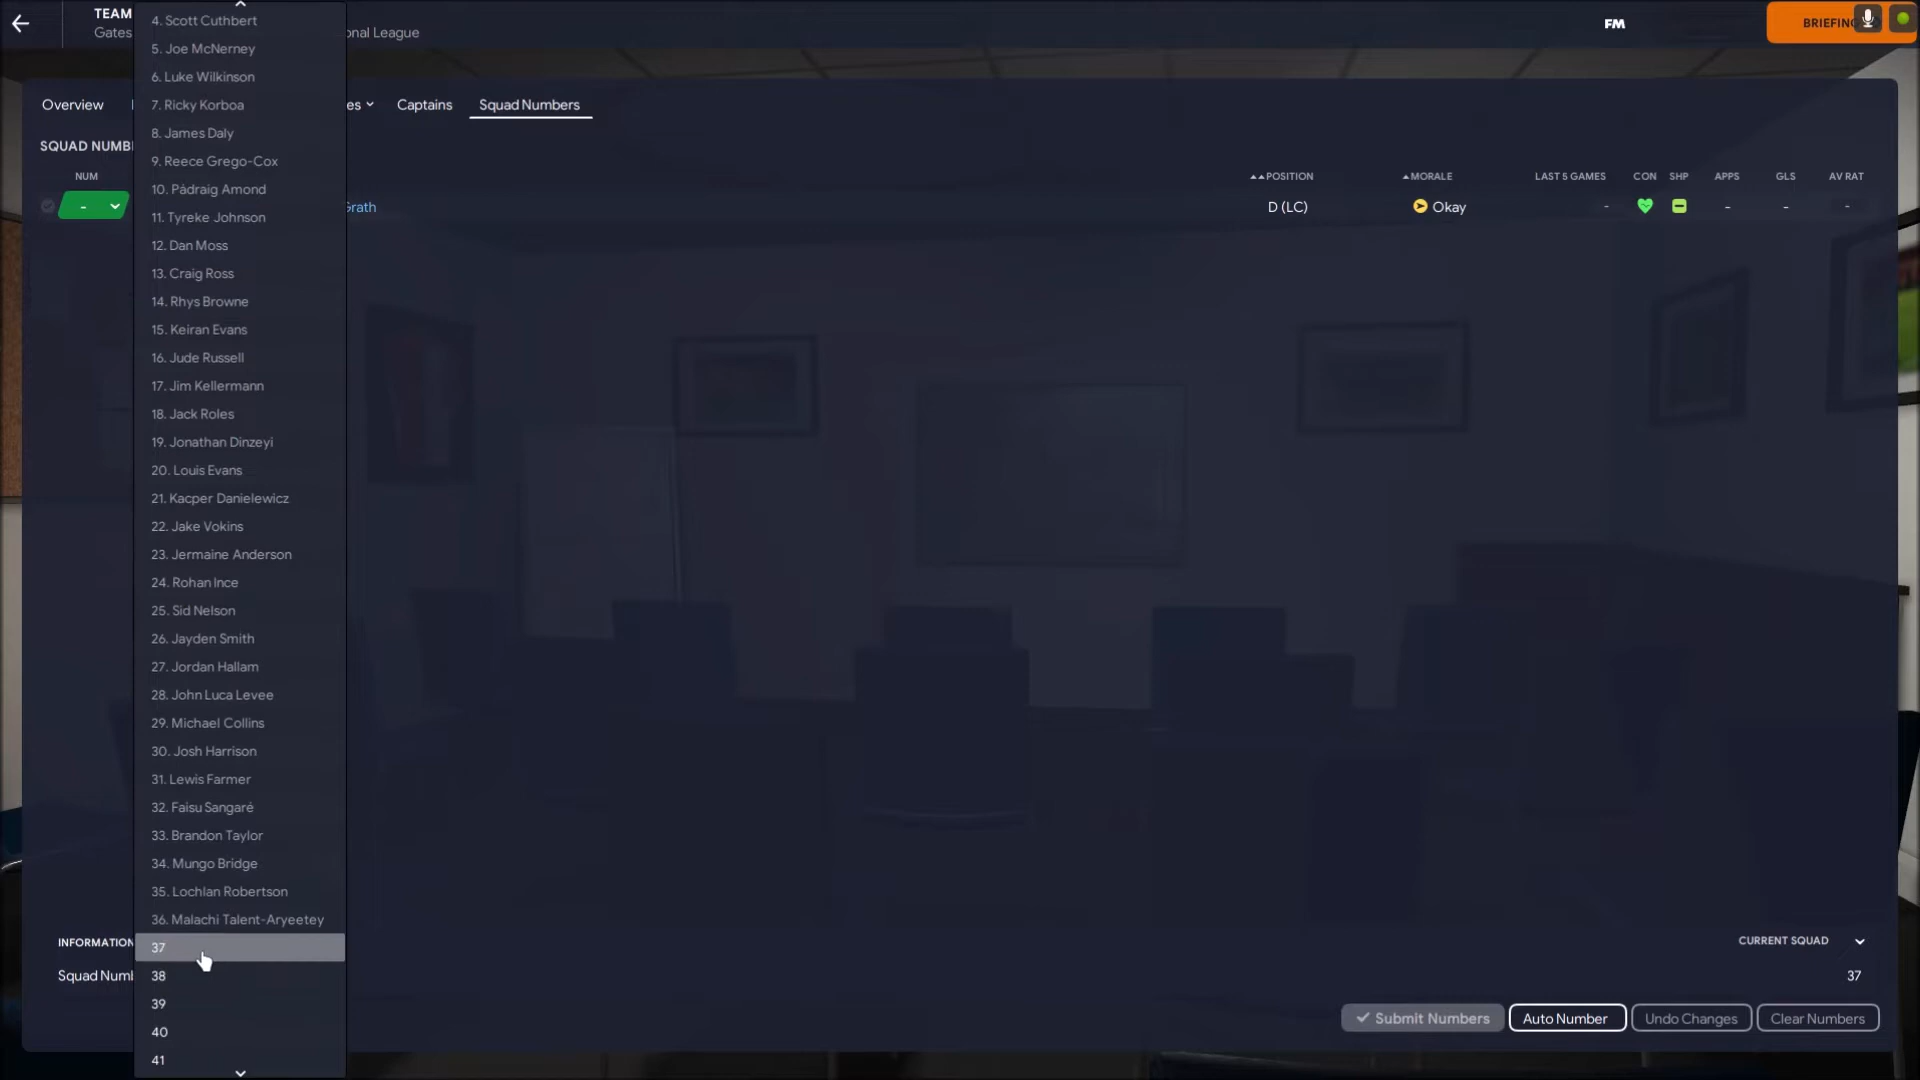 TEAM
Gates
onal League
FM
BRIEFING
Overview
es
Captains
Squad Numbers
SQUAD NUMB
NUM
POSITION
MORALE
LAST 5 GAMES
CON
SHP
APPS
GLS
AV RAT
-
Grath
D (LC)
Okay
-
-
-
-
4. Scott Cuthbert
5. Joe McNerney
6. Luke Wilkinson
7. Ricky Korboa
8. James Daly
9. Reece Grego-Cox
10. Pádraig Amond
11. Tyreke Johnson
12. Dan Moss
13. Craig Ross
14. Rhys Browne
15. Keiran Evans
16. Jude Russell
17. Jim Kellermann
18. Jack Roles
19. Jonathan Dinzeyi
20. Louis Evans
21. Kacper Danielewicz
22. Jake Vokins
23. Jermaine Anderson
24. Rohan Ince
25. Sid Nelson
26. Jayden Smith
27. Jordan Hallam
28. John Luca Levee
29. Michael Collins
30. Josh Harrison
31. Lewis Farmer
32. Faisu Sangaré
33. Brandon Taylor
34. Mungo Bridge
35. Lochlan Robertson
36. Malachi Talent-Aryeetey
37
38
39
40
41
INFORMATION
CURRENT SQUAD
Squad Numb
37
Submit Numbers
Auto Number
Undo Changes
Clear Numbers